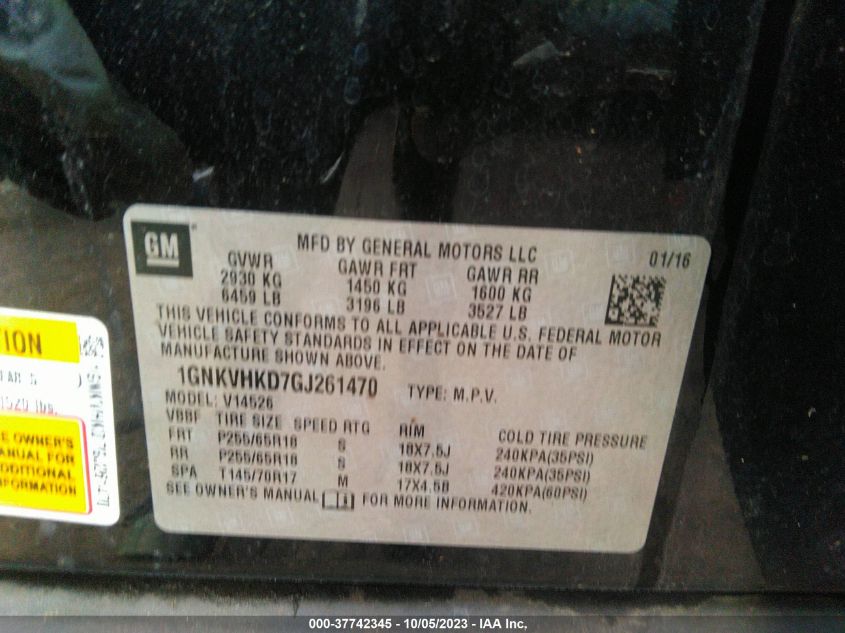 GM
MFD BY GENERAL MOTORS LLC
01/16
GVWR GAWR FRT GAWR RR
2930 KG 1450 KG 1600 KG
6459 LB 3196 LB 3527 LB
THIS VEHICLE CONFORMS TO ALL APPLICABLE U.S. FEDERAL MOTOR
VEHICLE SAFETY STANDARDS IN EFFECT ON THE DATE OF
MANUFACTURE SHOWN ABOVE.
1GNKVHKD7GJ261470 TYPE: M.P.V.
MODEL: V14526
VBBF TIRE SIZE SPEED RTG RIM COLD TIRE PRESSURE
FRT P255/65R18 S 18X7.5J 240KPA(35PSI)
RR P255/65R18 S 18X7.5J 240KPA(35PSI)
SPA T145/70R17 M 17X4.5B 420KPA(60PSI)
SEE OWNER'S MANUAL FOR MORE INFORMATION.
TION
1520 lbs.
E OWNER'S
ANUAL FOR
DDITIONAL
ORMATION
000-37742345 - 10/05/2023 - IAA Inc.